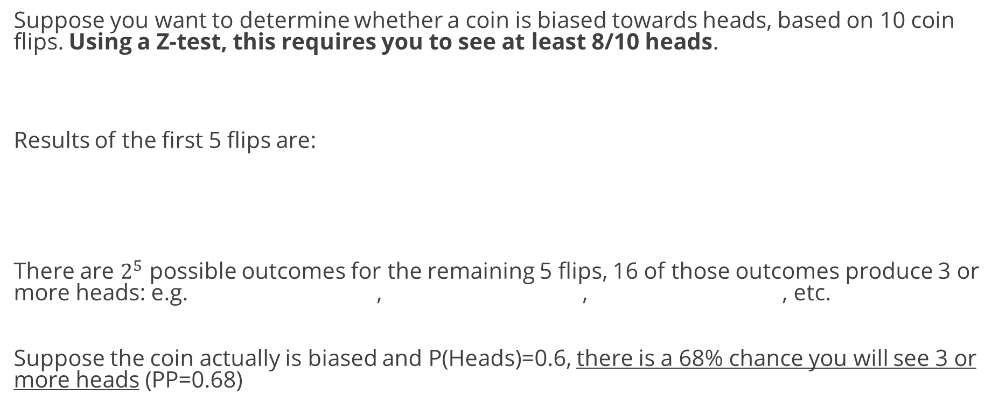 Suppose you want to determine whether a coin is biased towards heads, based on 10 coin
flips. Using a Z-test, this requires you to see at least 8/10 heads.
Results of the first 5 flips are:
There are 2⁵ possible outcomes for the remaining 5 flips, 16 of those outcomes produce 3 or
more heads: e.g. , , , etc.
Suppose the coin actually is biased and P(Heads)=0.6, there is a 68% chance you will see 3 or
more heads (PP=0.68)